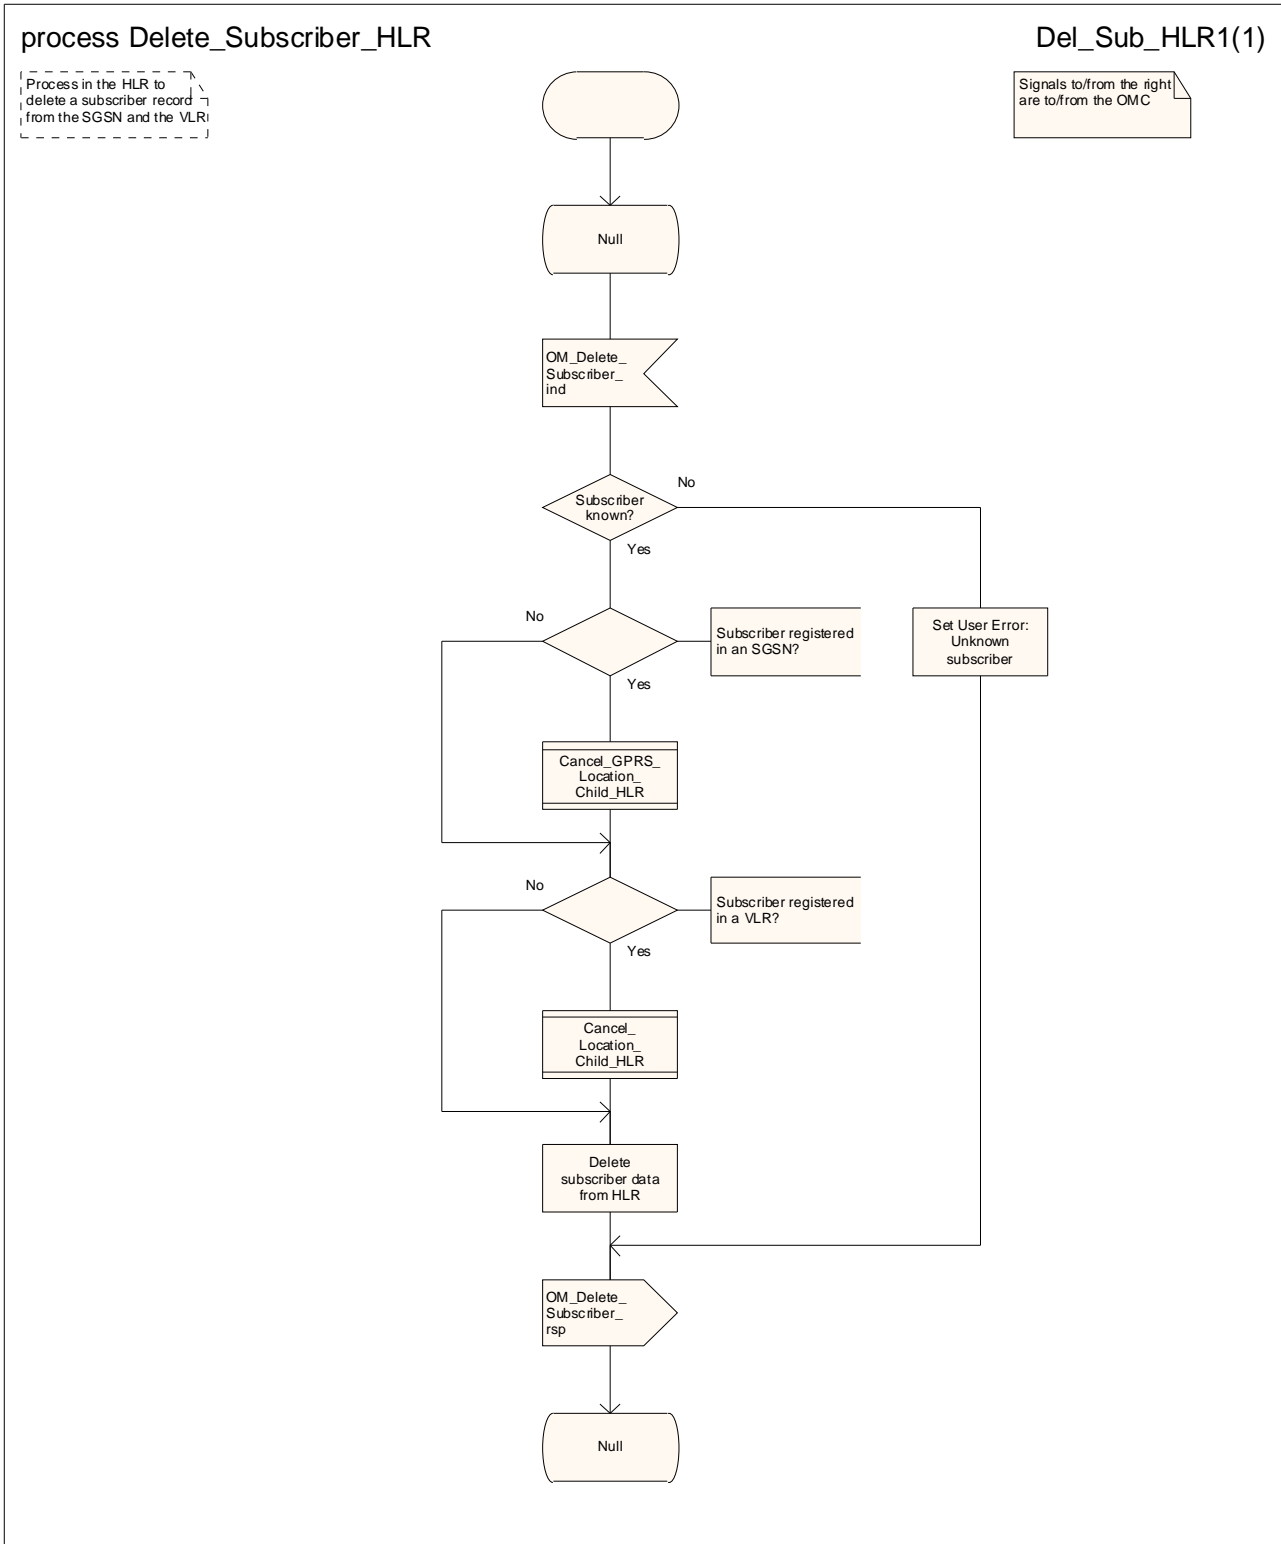 process Delete_Subscriber_HLR
Del_Sub_HLR1(1)
Process in the HLR to
delete a subscriber record
from the SGSN and the VLR
Signals to/from the right
are to/from the OMC
Null
OM_Delete_
Subscriber_
ind
Subscriber
known?
No
Yes
No
Subscriber registered
in an SGSN?
Set User Error:
Unknown
subscriber
Yes
Cancel_GPRS_
Location_
Child_HLR
No
Subscriber registered
in a VLR?
Yes
Cancel_
Location_
Child_HLR
Delete
subscriber data
from HLR
OM_Delete_
Subscriber_
rsp
Null